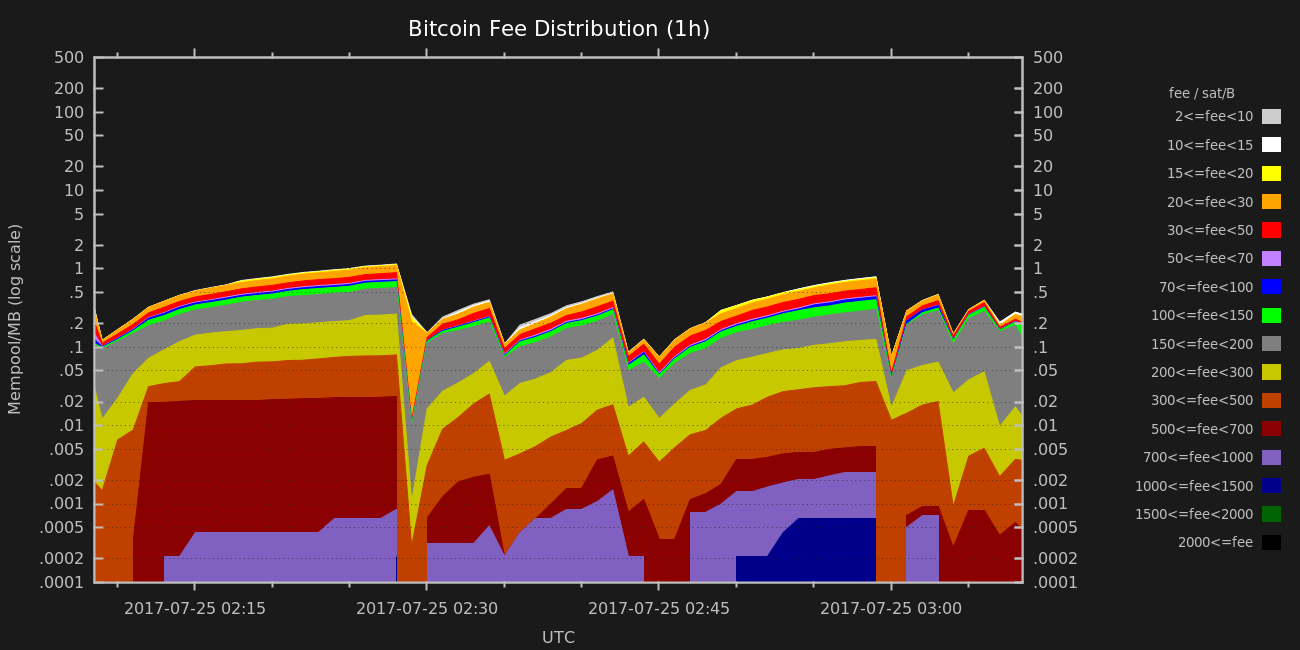 Bitcoin Fee Distribution (1h)
500 500
200 200
100 100
50 50
20 20
10 10
5 5
2 2
1 1
.5 .5
.2 .2
.1 .1
.05 .05
.02 .02
.01 .01
.005 .005
.002 .002
.001 .001
.0005 .0005
.0002 .0002
.0001 .0001
Mempool/MB (log scale)
2017-07-25 02:15 2017-07-25 02:30 2017-07-25 02:45 2017-07-25 03:00
UTC
fee / sat/B
2<=fee<10
10<=fee<15
15<=fee<20
20<=fee<30
30<=fee<50
50<=fee<70
70<=fee<100
100<=fee<150
150<=fee<200
200<=fee<300
300<=fee<500
500<=fee<700
700<=fee<1000
1000<=fee<1500
1500<=fee<2000
2000<=fee